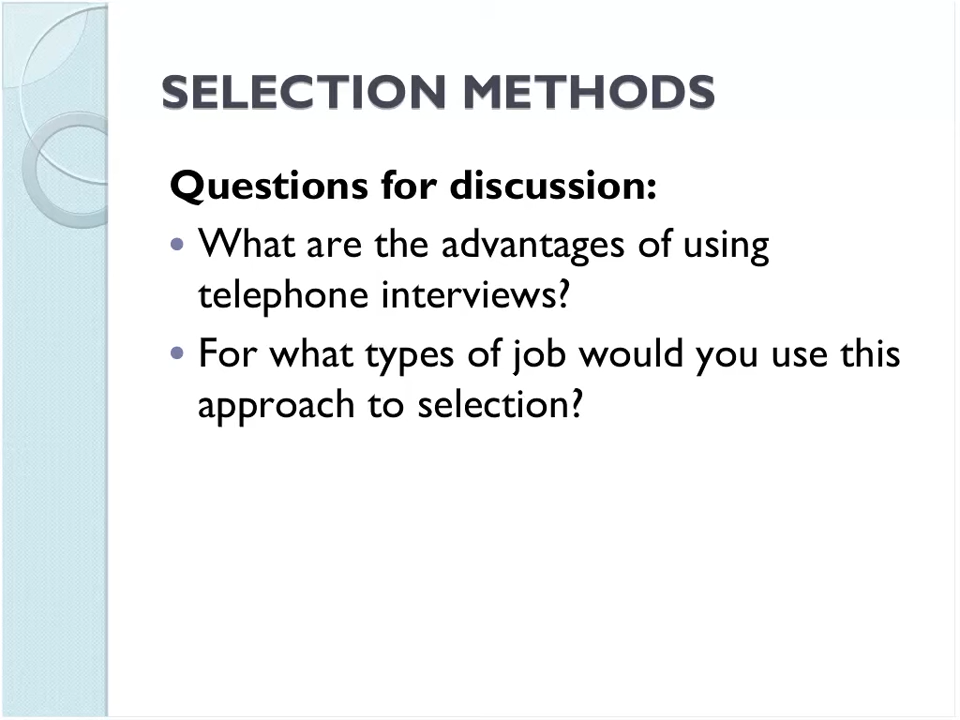 SELECTION METHODS
Questions for discussion:
• What are the advantages of using
telephone interviews?
• For what types of job would you use this
approach to selection?